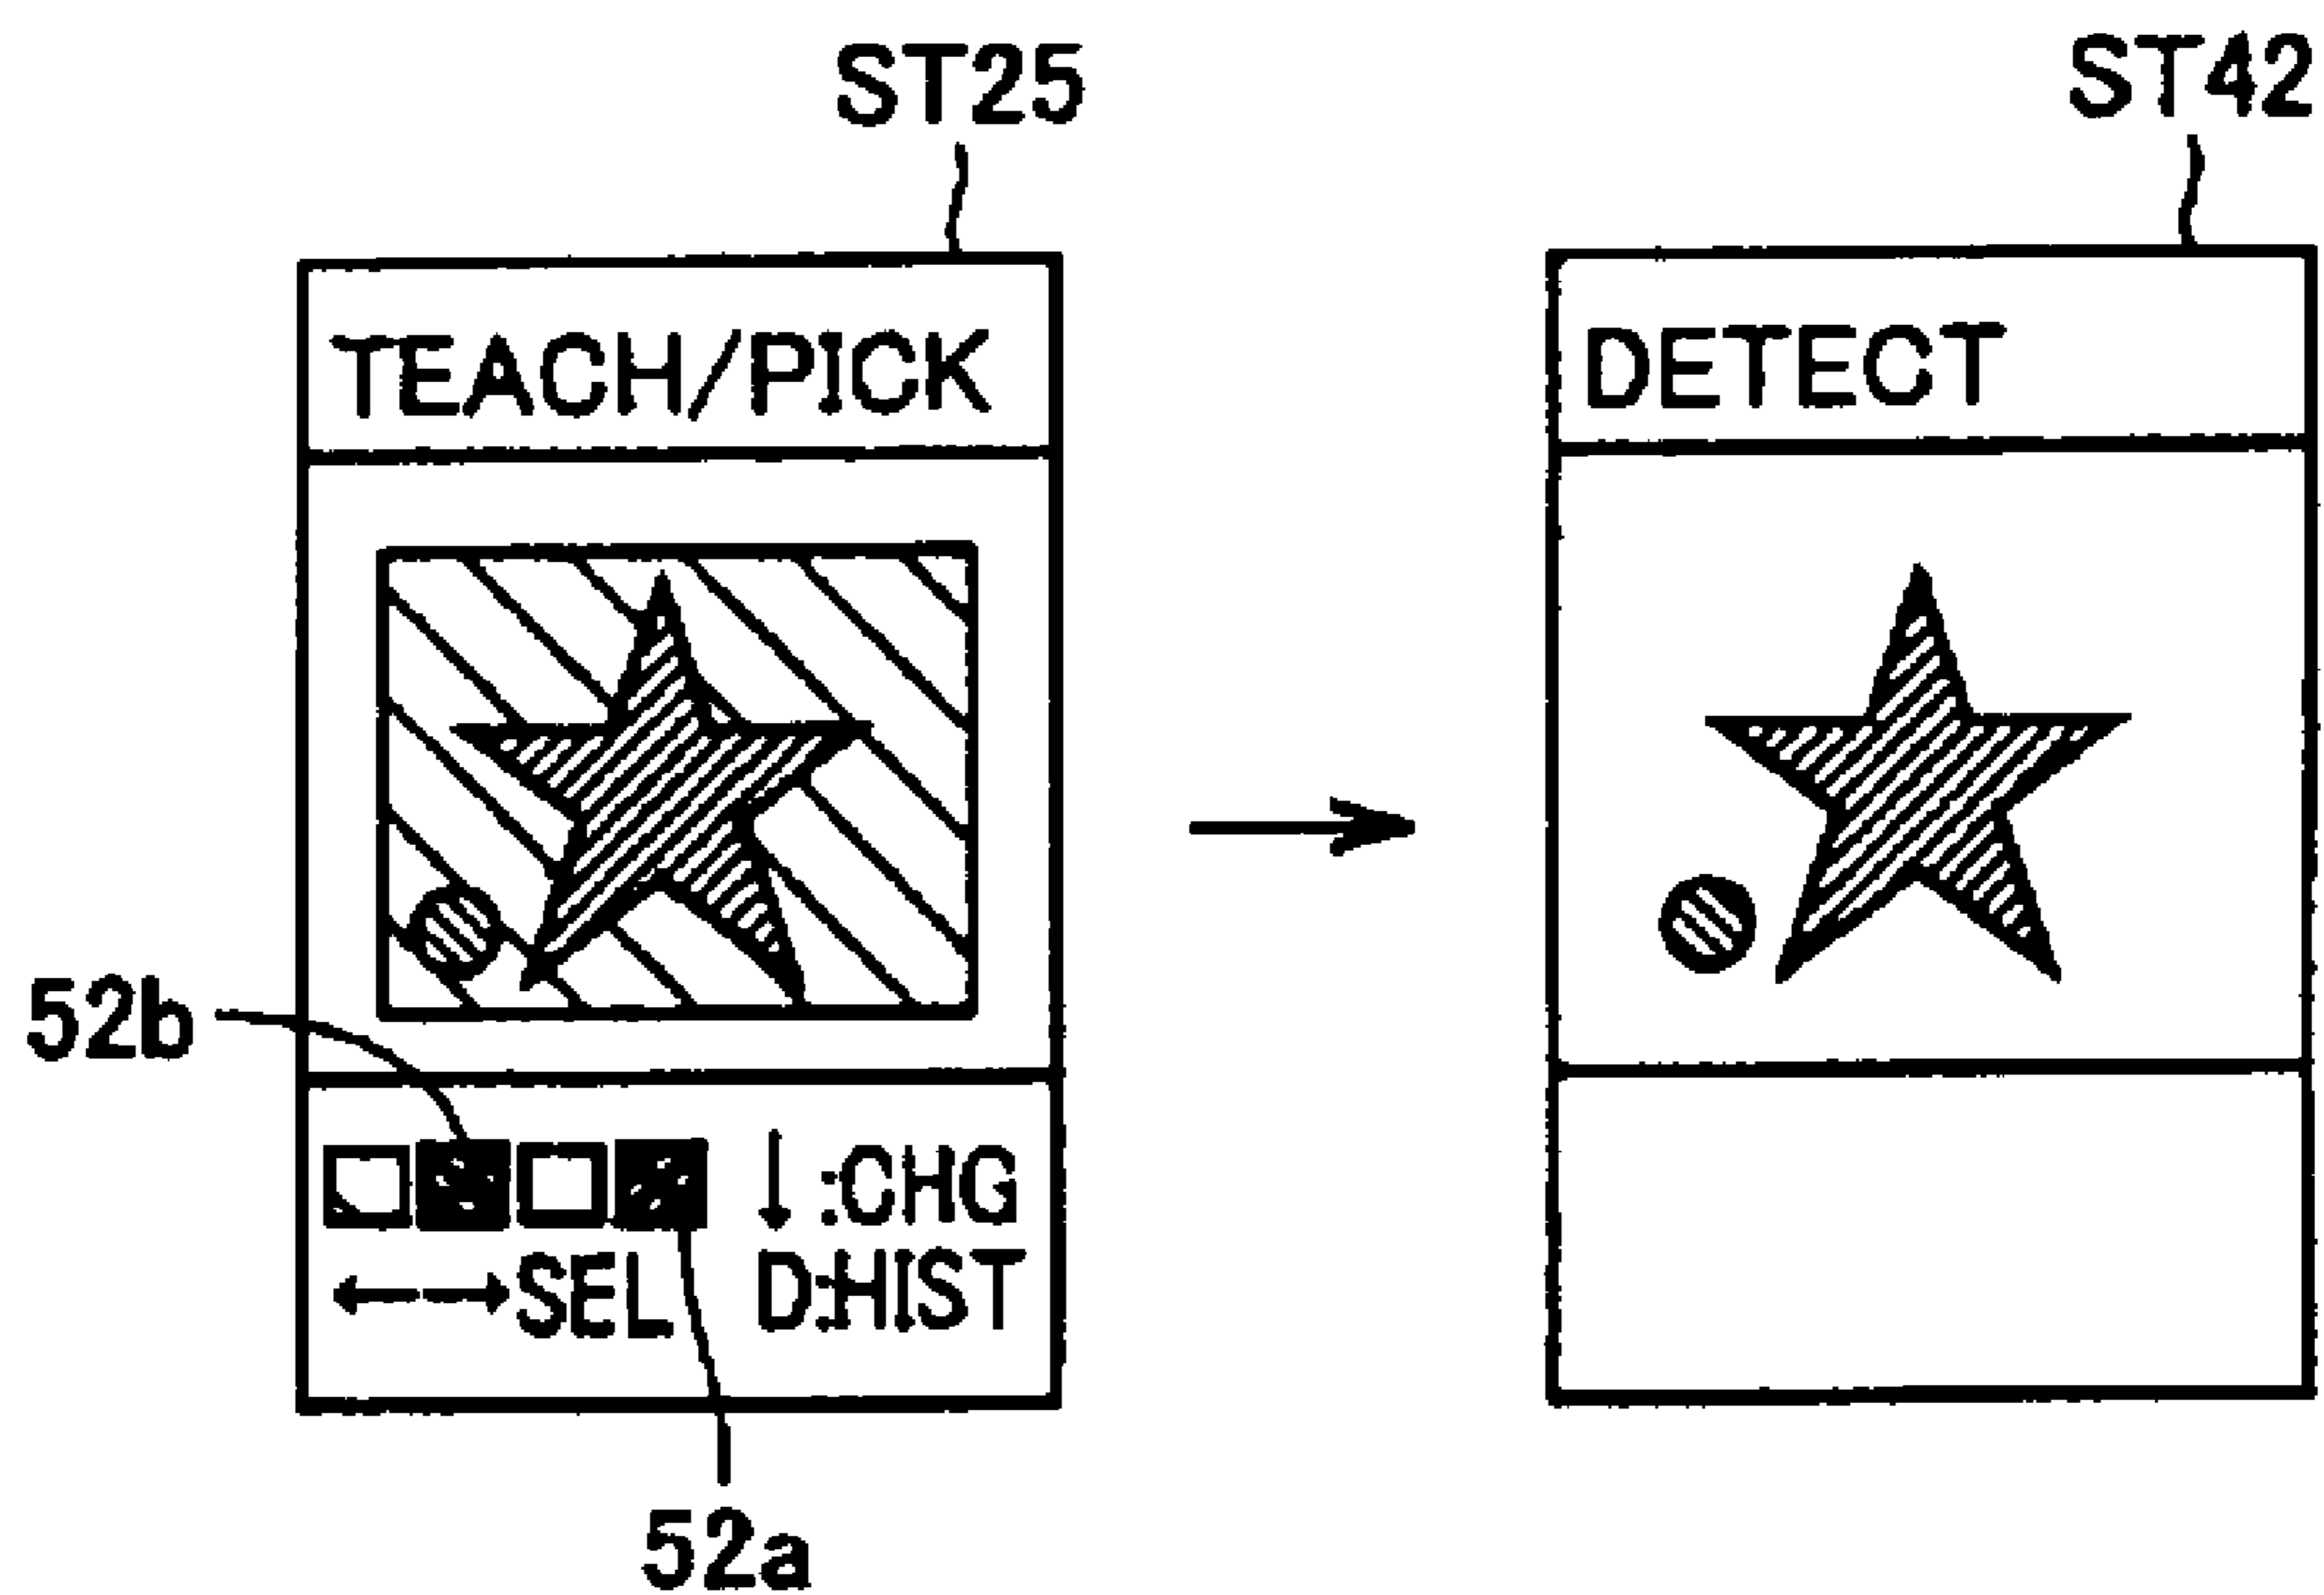 ST25
ST42
TEACH/PICK
DETECT
52b
↓:CHG
←→SEL D:HIST
52a